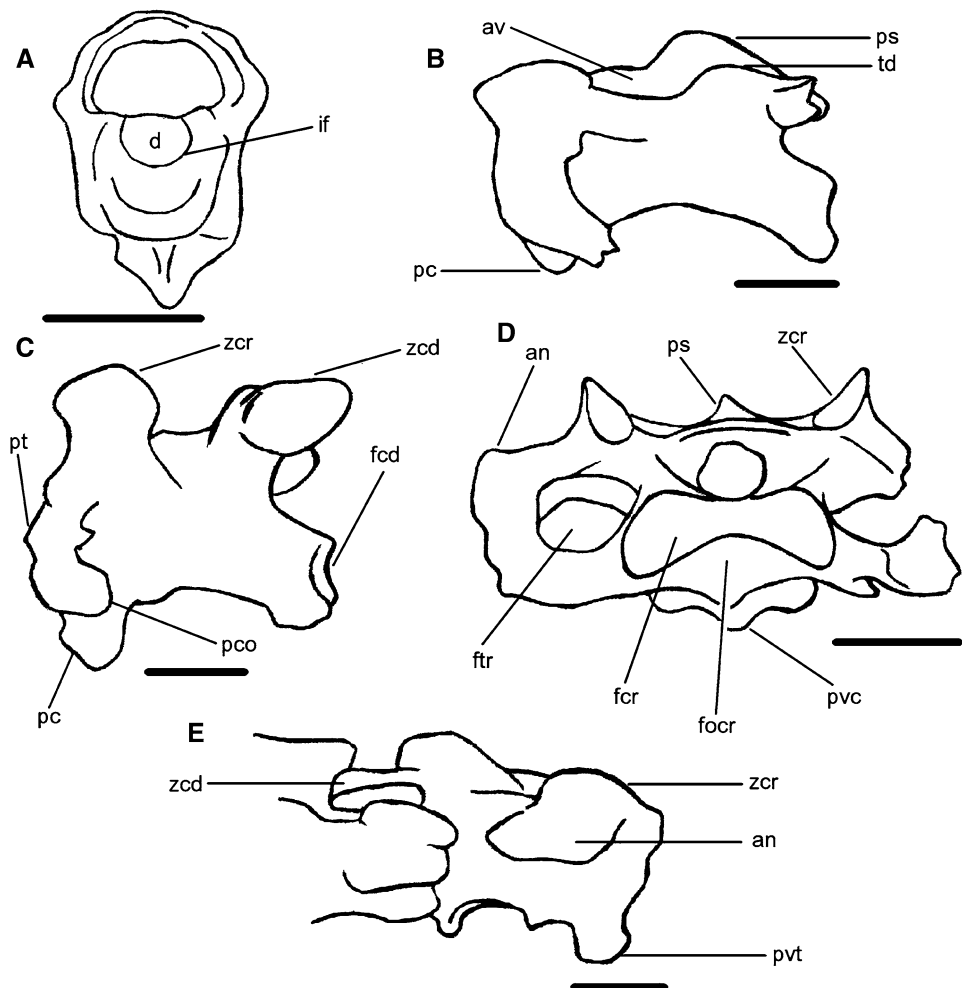 A
d
if
B
av
ps
td
pc
C
zcr
zcd
pt
fcd
pco
pc
D
an
ps
zcr
ftr
fcr
focr
pvc
E
zcd
zcr
an
pvt